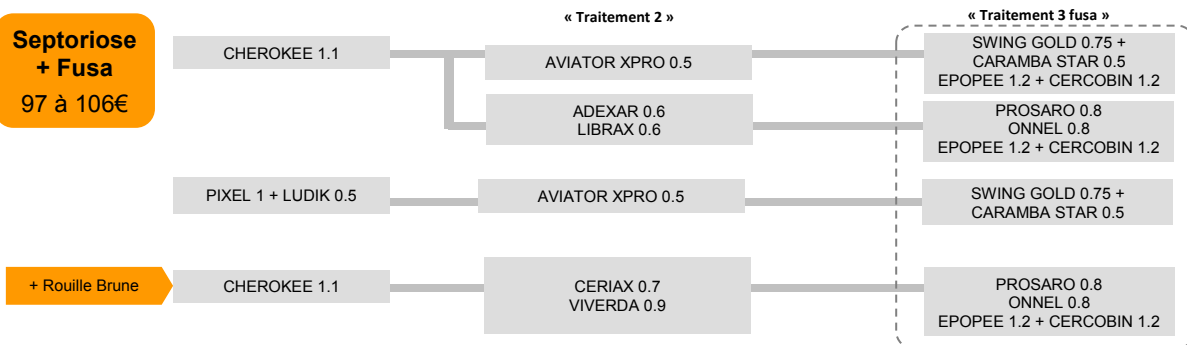 « Traitement 2 »
« Traitement 3 fusa »
Septoriose
+ Fusa
97 à 106€
CHEROKEE 1.1
AVIATOR XPRO 0.5
SWING GOLD 0.75 +
CARAMBA STAR 0.5
EPOPEE 1.2 + CERCOBIN 1.2
ADEXAR 0.6
LIBRAX 0.6
PROSARO 0.8
ONNEL 0.8
EPOPEE 1.2 + CERCOBIN 1.2
PIXEL 1 + LUDIK 0.5
AVIATOR XPRO 0.5
SWING GOLD 0.75 +
CARAMBA STAR 0.5
+ Rouille Brune
CHEROKEE 1.1
CERIAX 0.7
VIVERDA 0.9
PROSARO 0.8
ONNEL 0.8
EPOPEE 1.2 + CERCOBIN 1.2